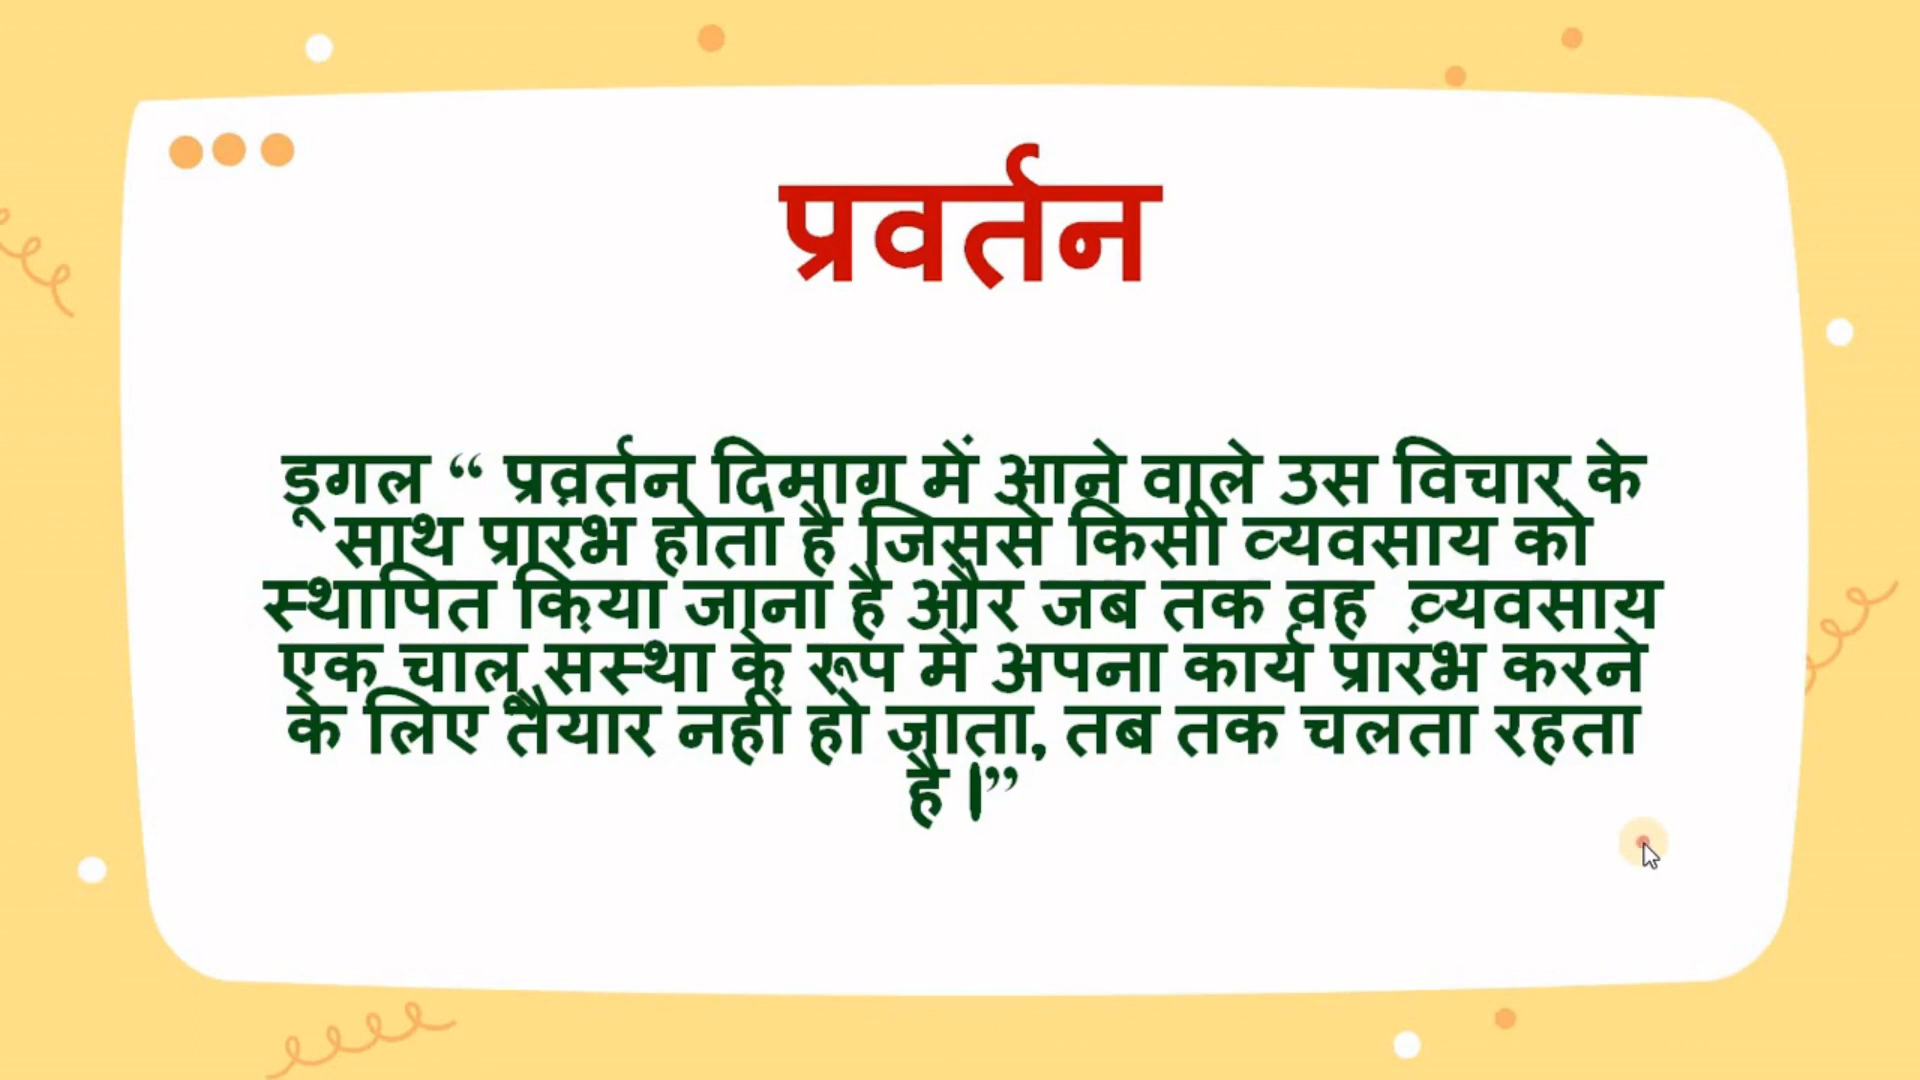 प्रवर्तन
डूगल “ प्रवर्तन दिमाग में आने वाले उस विचार के
साथ प्रारंभ होता है जिससे किसी व्यवसाय को
स्थापित किया जाना है और जब तक वह व्यवसाय
एक चालू संस्था के रूप में अपना कार्य प्रारंभ करने
के लिए तैयार नहीं हो जाता, तब तक चलता रहता
है ।”